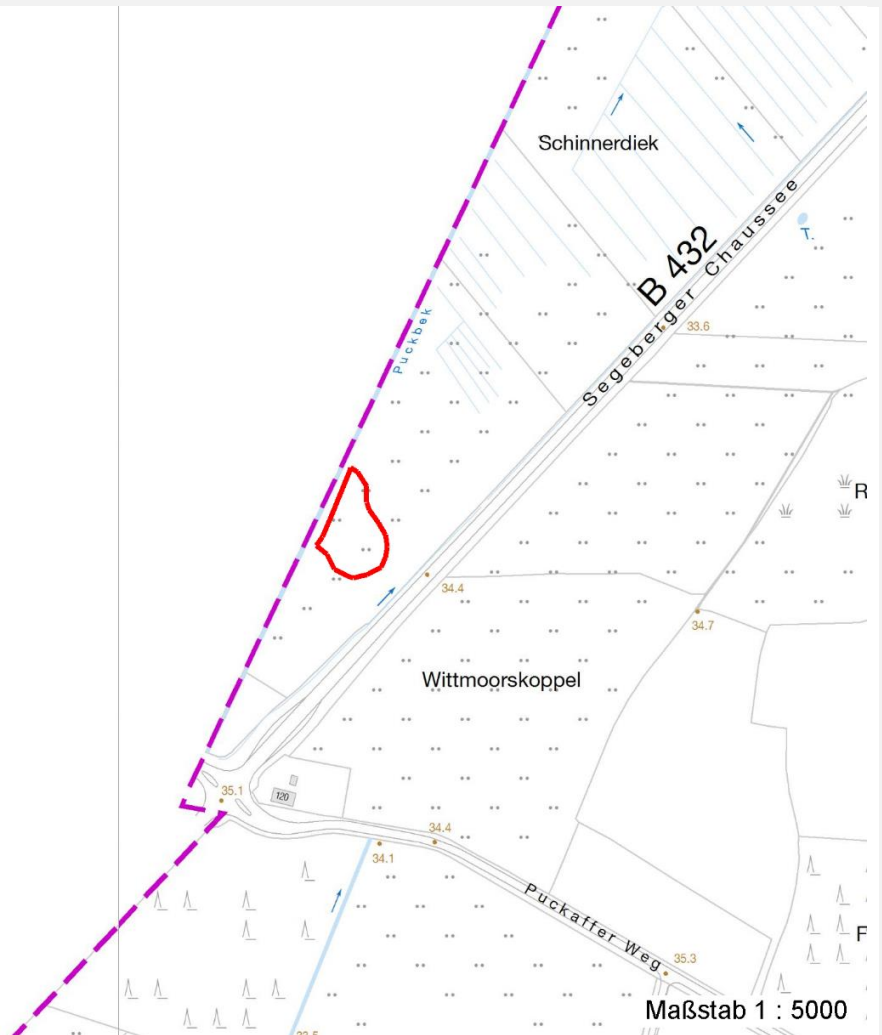 Schinnerdiek
B 432
Segeberger Chaussee
T.
33.6
Puckbek
R
34.4
34.7
Wittmoorskoppel
35.1
120
34.4
34.1
Puckaffer Weg
F
35.3
Maßstab 1 : 5000